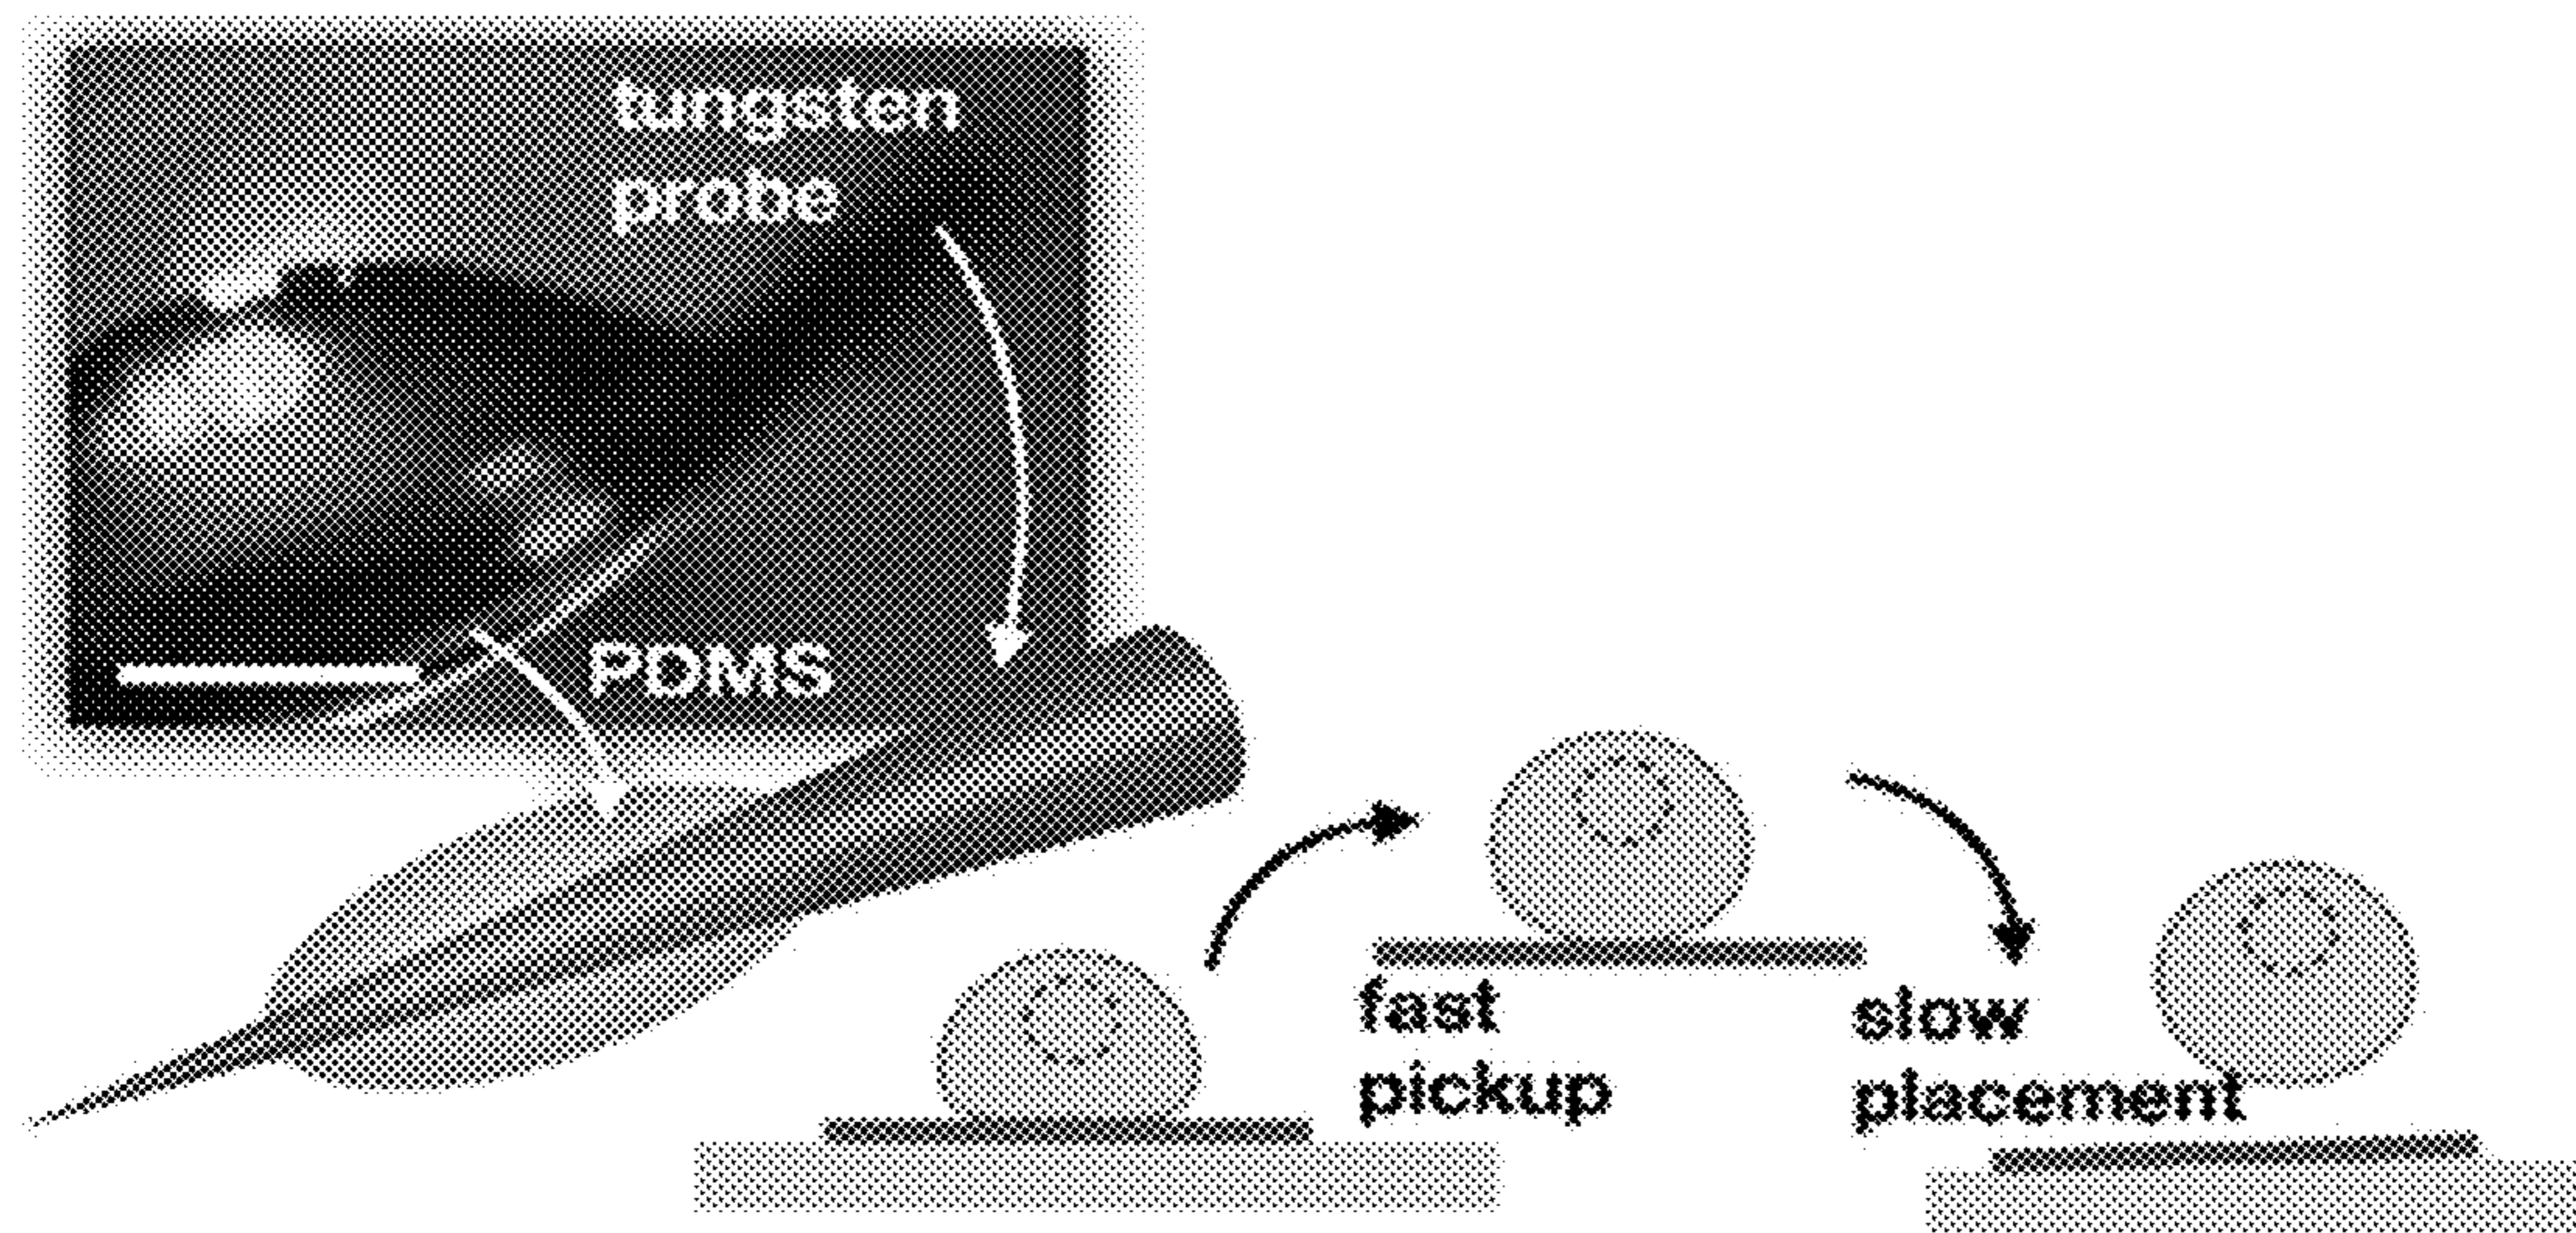 tungsten
probe
PDMS
fast
pickup
slow
placement